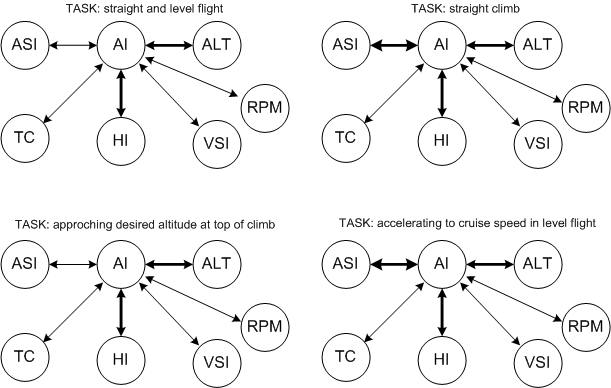 TASK: straight and level flight
ASI AI ALT
RPM
TC HI VSI
TASK: straight climb
ASI AI ALT
RPM
TC HI VSI
TASK: approching desired altitude at top of climb
ASI AI ALT
RPM
TC HI VSI
TASK: accelerating to cruise speed in level flight
ASI AI ALT
RPM
TC HI VSI